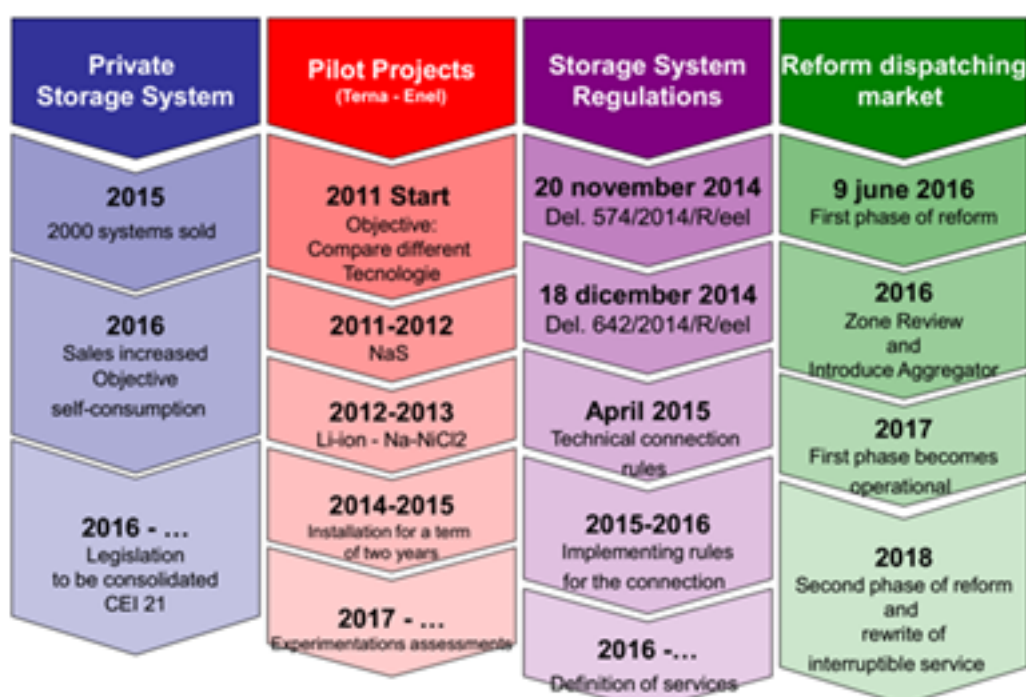 Private
Storage System
2015
2000 systems sold
2016
Sales increased
Objective
self-consumption
2016 - ...
Legislation
to be consolidated
CEI 21
Pilot Projects
(Terna - Enel)
2011 Start
Objective:
Compare different
Tecnologie
2011-2012
NaS
2012-2013
Li-ion - Na-NiCl2
2014-2015
Installation for a term
of two years
2017 - ...
Experimentations assessments
Storage System
Regulations
20 november 2014
Del. 574/2014/R/eel
18 dicember 2014
Del. 642/2014/R/eel
April 2015
Technical connection
rules
2015-2016
Implementing rules
for the connection
2016 -...
Definition of services
Reform dispatching
market
9 june 2016
First phase of reform
2016
Zone Review
and
Introduce Aggregator
2017
First phase becomes
operational
2018
Second phase of reform
and
rewrite of
interruptible service